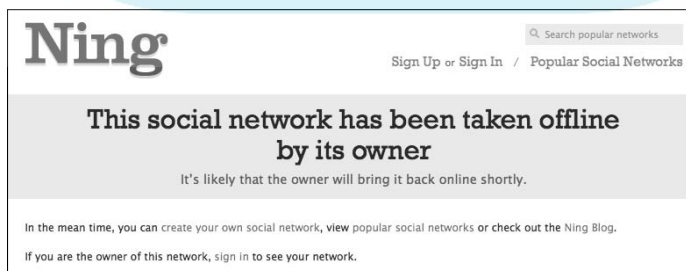 Ning
Search popular networks
Sign Up or Sign In / Popular Social Networks
This social network has been taken offline
by its owner
It's likely that the owner will bring it back online shortly.
In the mean time, you can create your own social network, view popular social networks or check out the Ning Blog.
If you are the owner of this network, sign in to see your network.